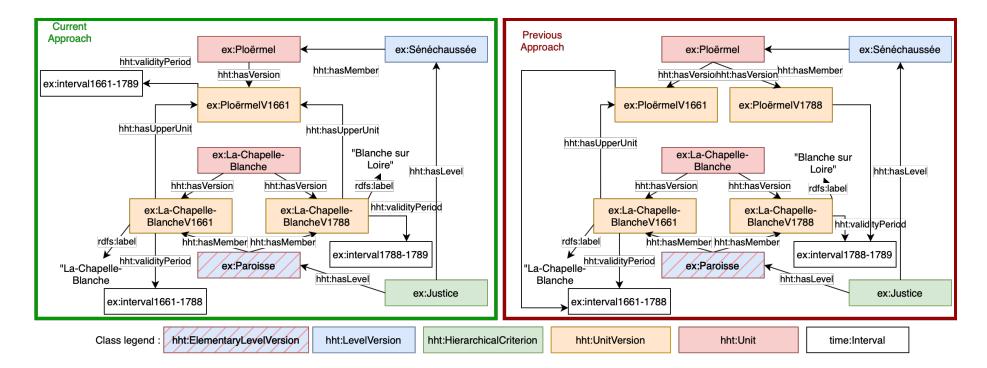 Current
Approach
ex:Ploërmel
ex:Sénéchaussée
hht:validityPeriod
hht:hasMember
hht:hasVersion
ex:interval1661-1789
ex:PloërmelV1661
hht:hasUpperUnit
hht:hasUpperUnit
ex:La-Chapelle-
Blanche
"Blanche sur
Loire"
hht:hasLevel
hht:hasVersion
hht:hasVersion
rdfs:label
ex:La-Chapelle-
BlancheV1661
ex:La-Chapelle-
BlancheV1788
hht:validityPeriod
rdfs:label
hht:hasMember
hht:hasMember
"La-Chapelle-
Blanche
hht:validityPeriod
ex:Paroisse
ex:interval1788-1789
hht:hasLevel
ex:interval1661-1788
ex:Justice
Previous
Approach
ex:Ploërmel
ex:Sénéchaussée
hht:hasVersion
hht:hasVersion
hht:hasMember
ex:PloërmelV1661
ex:PloërmelV1788
hht:hasUpperUnit
ex:La-Chapelle-
Blanche
"Blanche sur
Loire"
hht:hasLevel
hht:hasVersion
hht:hasVersion
rdfs:label
ex:La-Chapelle-
BlancheV1661
ex:La-Chapelle-
BlancheV1788
hht:validityPeriod
rdfs:label
hht:hasMember
hht:hasMember
"La-Chapelle-
Blanche
hht:validityPeriod
ex:Paroisse
ex:interval1788-1789
hht:hasLevel
ex:interval1661-1788
ex:Justice
Class legend :
hht:ElementaryLevelVersion
hht:LevelVersion
hht:HierarchicalCriterion
hht:UnitVersion
hht:Unit
time:Interval